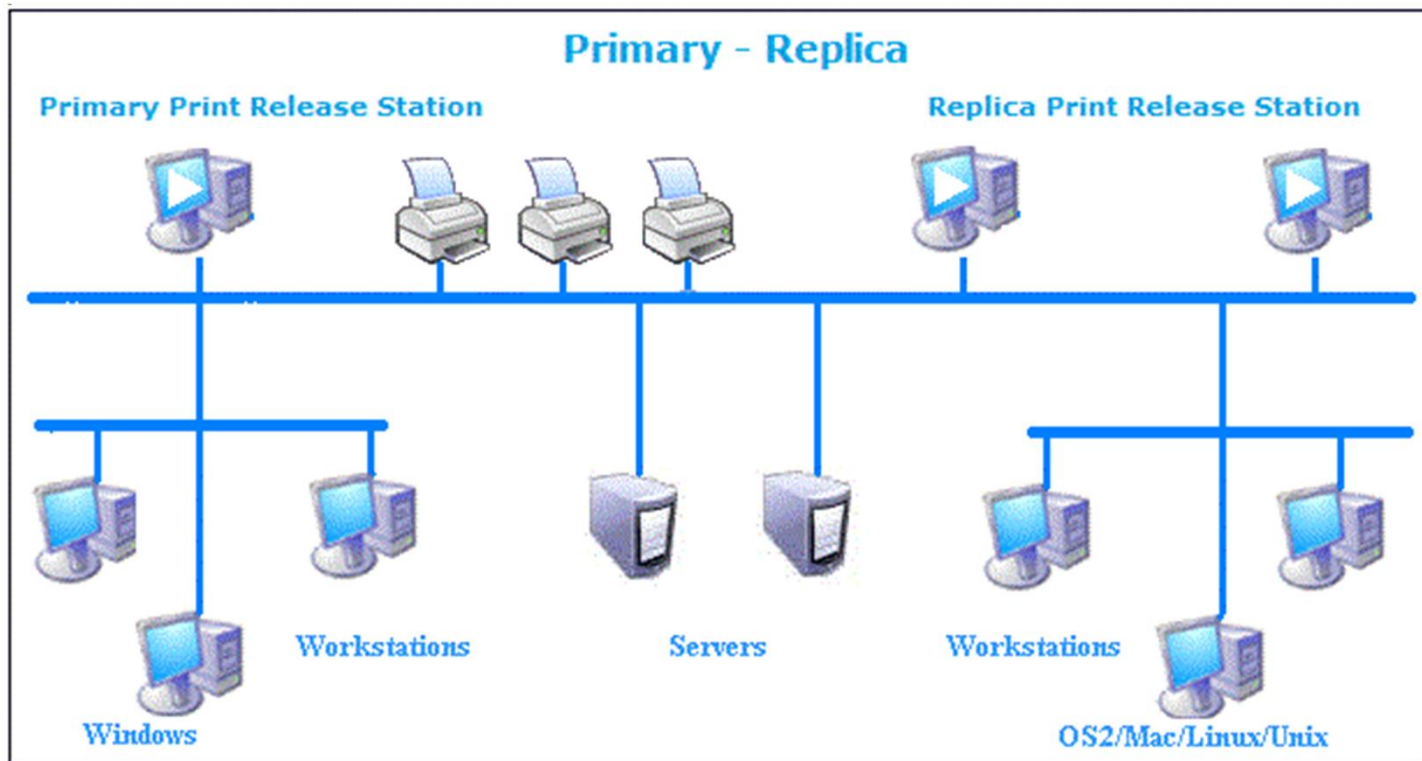 Primary - Replica
Primary Print Release Station
Replica Print Release Station
Workstations
Servers
Workstations
Windows
OS2/Mac/Linux/Unix